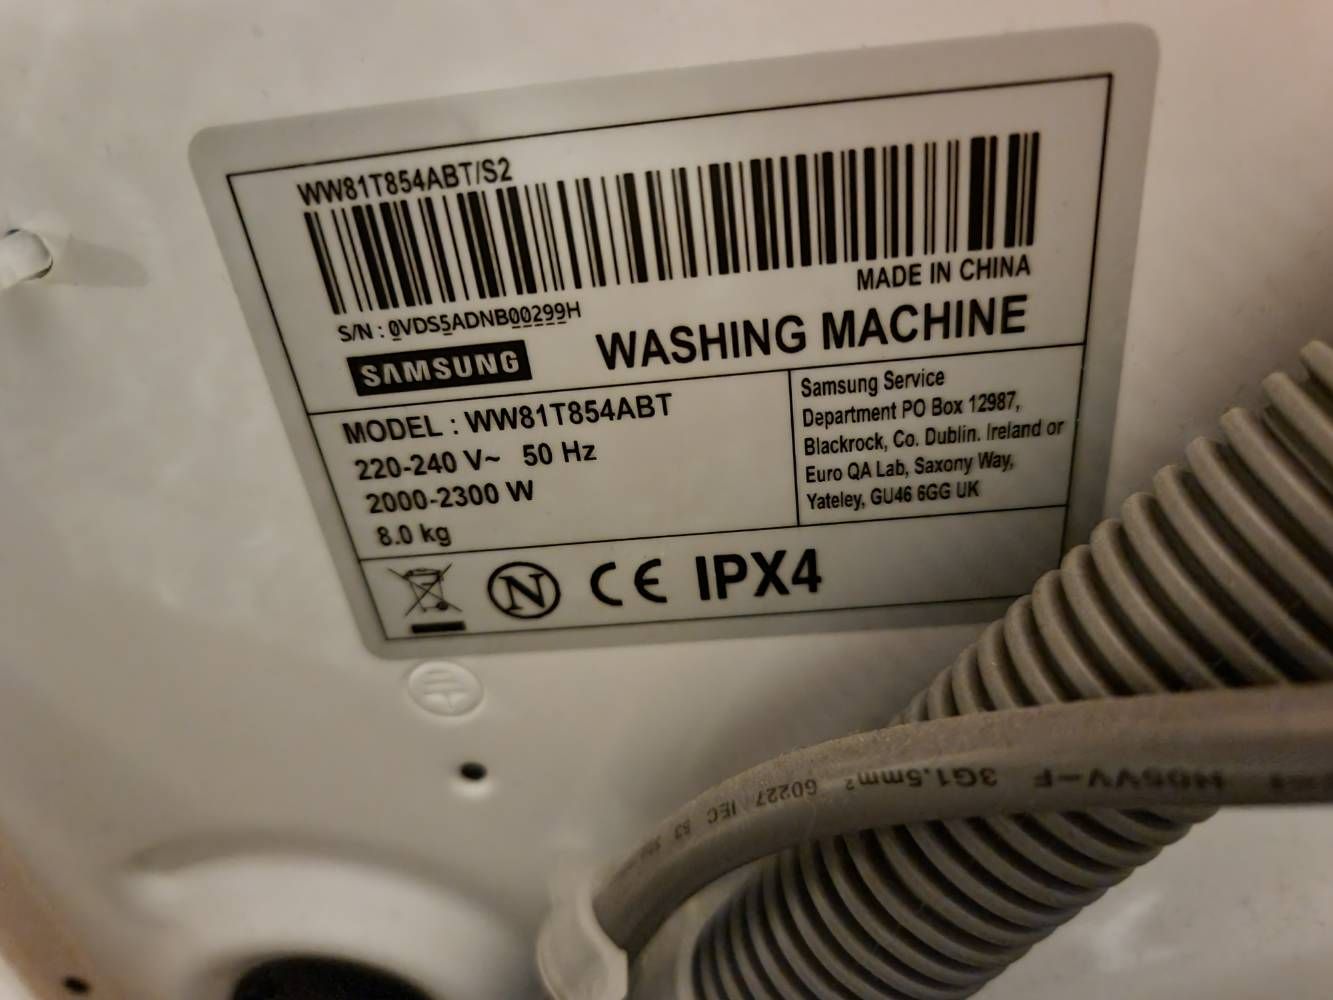 WW81T854ABT/S2
MADE IN CHINA
S/N : 0VDS5ADNB00299H
SAMSUNG
WASHING MACHINE
MODEL : WW81T854ABT
220-240 V~ 50 Hz
2000-2300 W
8.0 kg
Samsung Service
Department PO Box 12987,
Blackrock, Co. Dublin. Ireland or
Euro QA Lab, Saxony Way,
Yateley, GU46 6GG UK
N CE IPX4
H05VV-F 3G1.5mm² 60227 IEC 53